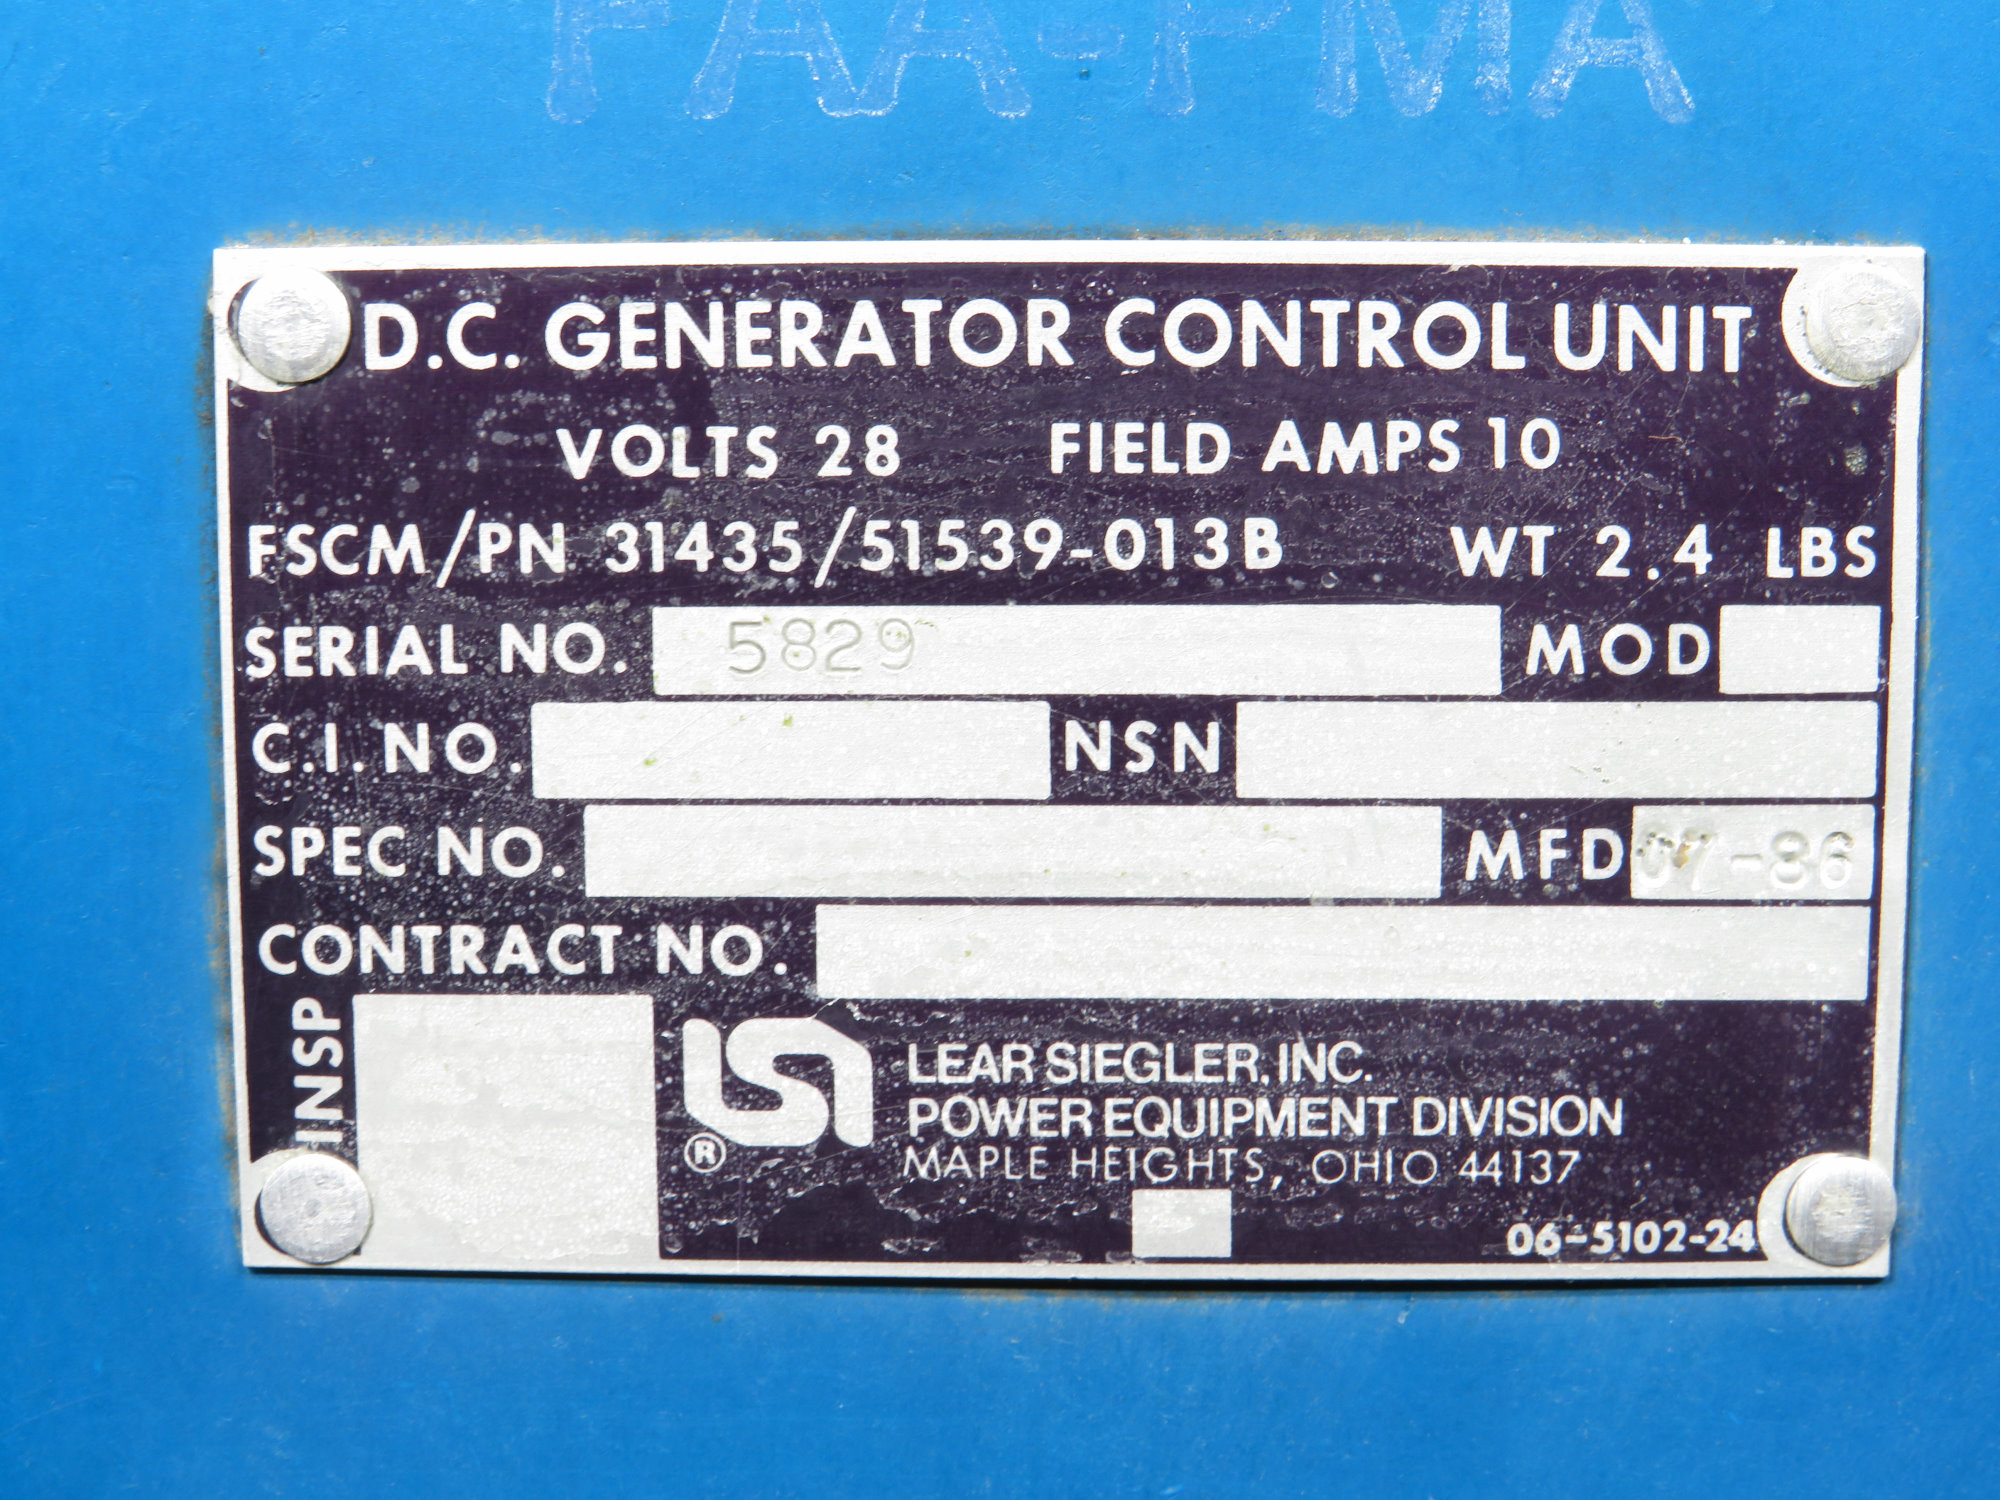 FAA-PMA
D.C. GENERATOR CONTROL UNIT
VOLTS 28 FIELD AMPS 10
FSCM/PN 31435/51539-013B WT 2.4 LBS
SERIAL NO. 5829 MOD
C.I. NO. NSN
SPEC NO. MFD 07-86
CONTRACT NO.
INSP
LSI
®
LEAR SIEGLER, INC.
POWER EQUIPMENT DIVISION
MAPLE HEIGHTS, OHIO 44137
06-5102-24